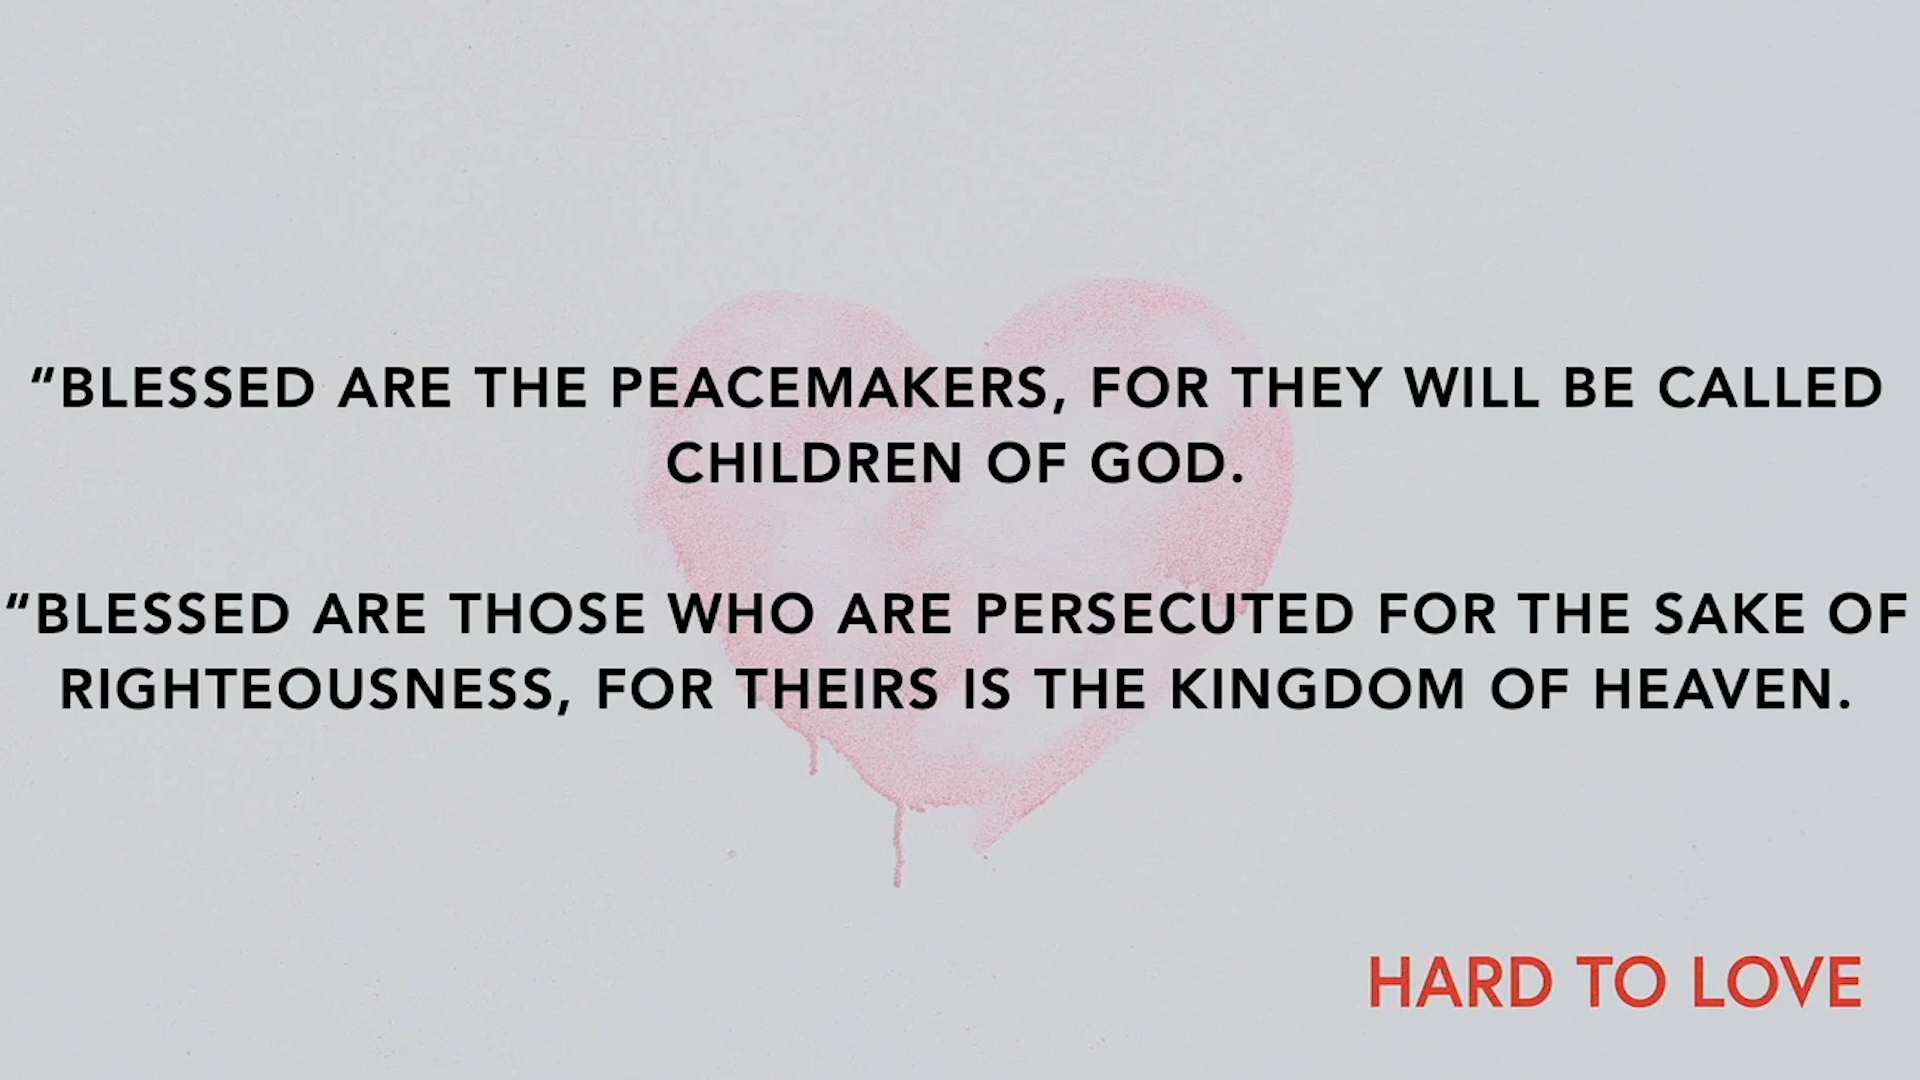 “BLESSED ARE THE PEACEMAKERS, FOR THEY WILL BE CALLED
CHILDREN OF GOD.
“BLESSED ARE THOSE WHO ARE PERSECUTED FOR THE SAKE OF
RIGHTEOUSNESS, FOR THEIRS IS THE KINGDOM OF HEAVEN.
HARD TO LOVE